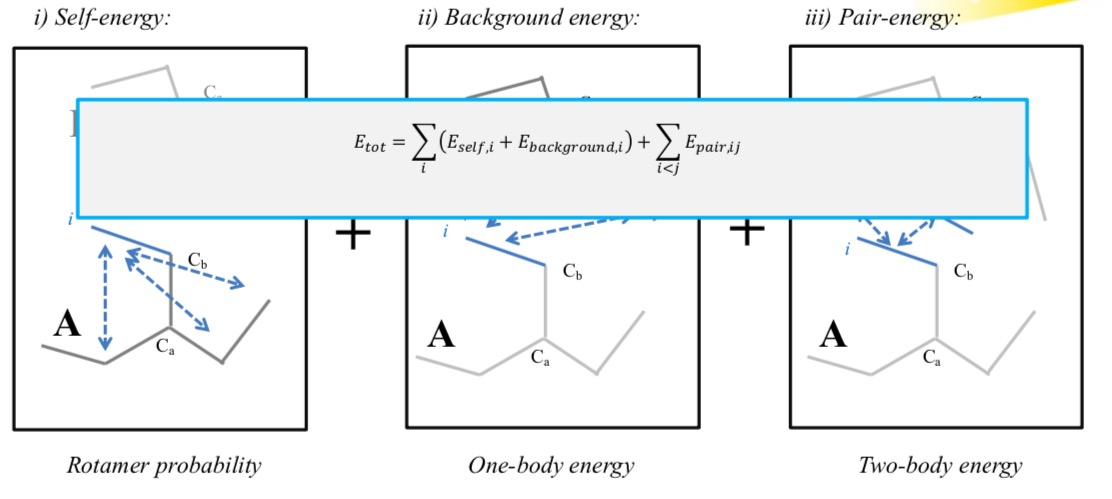 i) Self-energy:
ii) Background energy:
iii) Pair-energy:
E_{tot} = \sum_{i} (E_{self,i} + E_{background,i}) + \sum_{i<j} E_{pair,ij}
i
i
i
+
+
C_b
C_b
C_b
A
A
A
C_a
C_a
C_a
Rotamer probability
One-body energy
Two-body energy